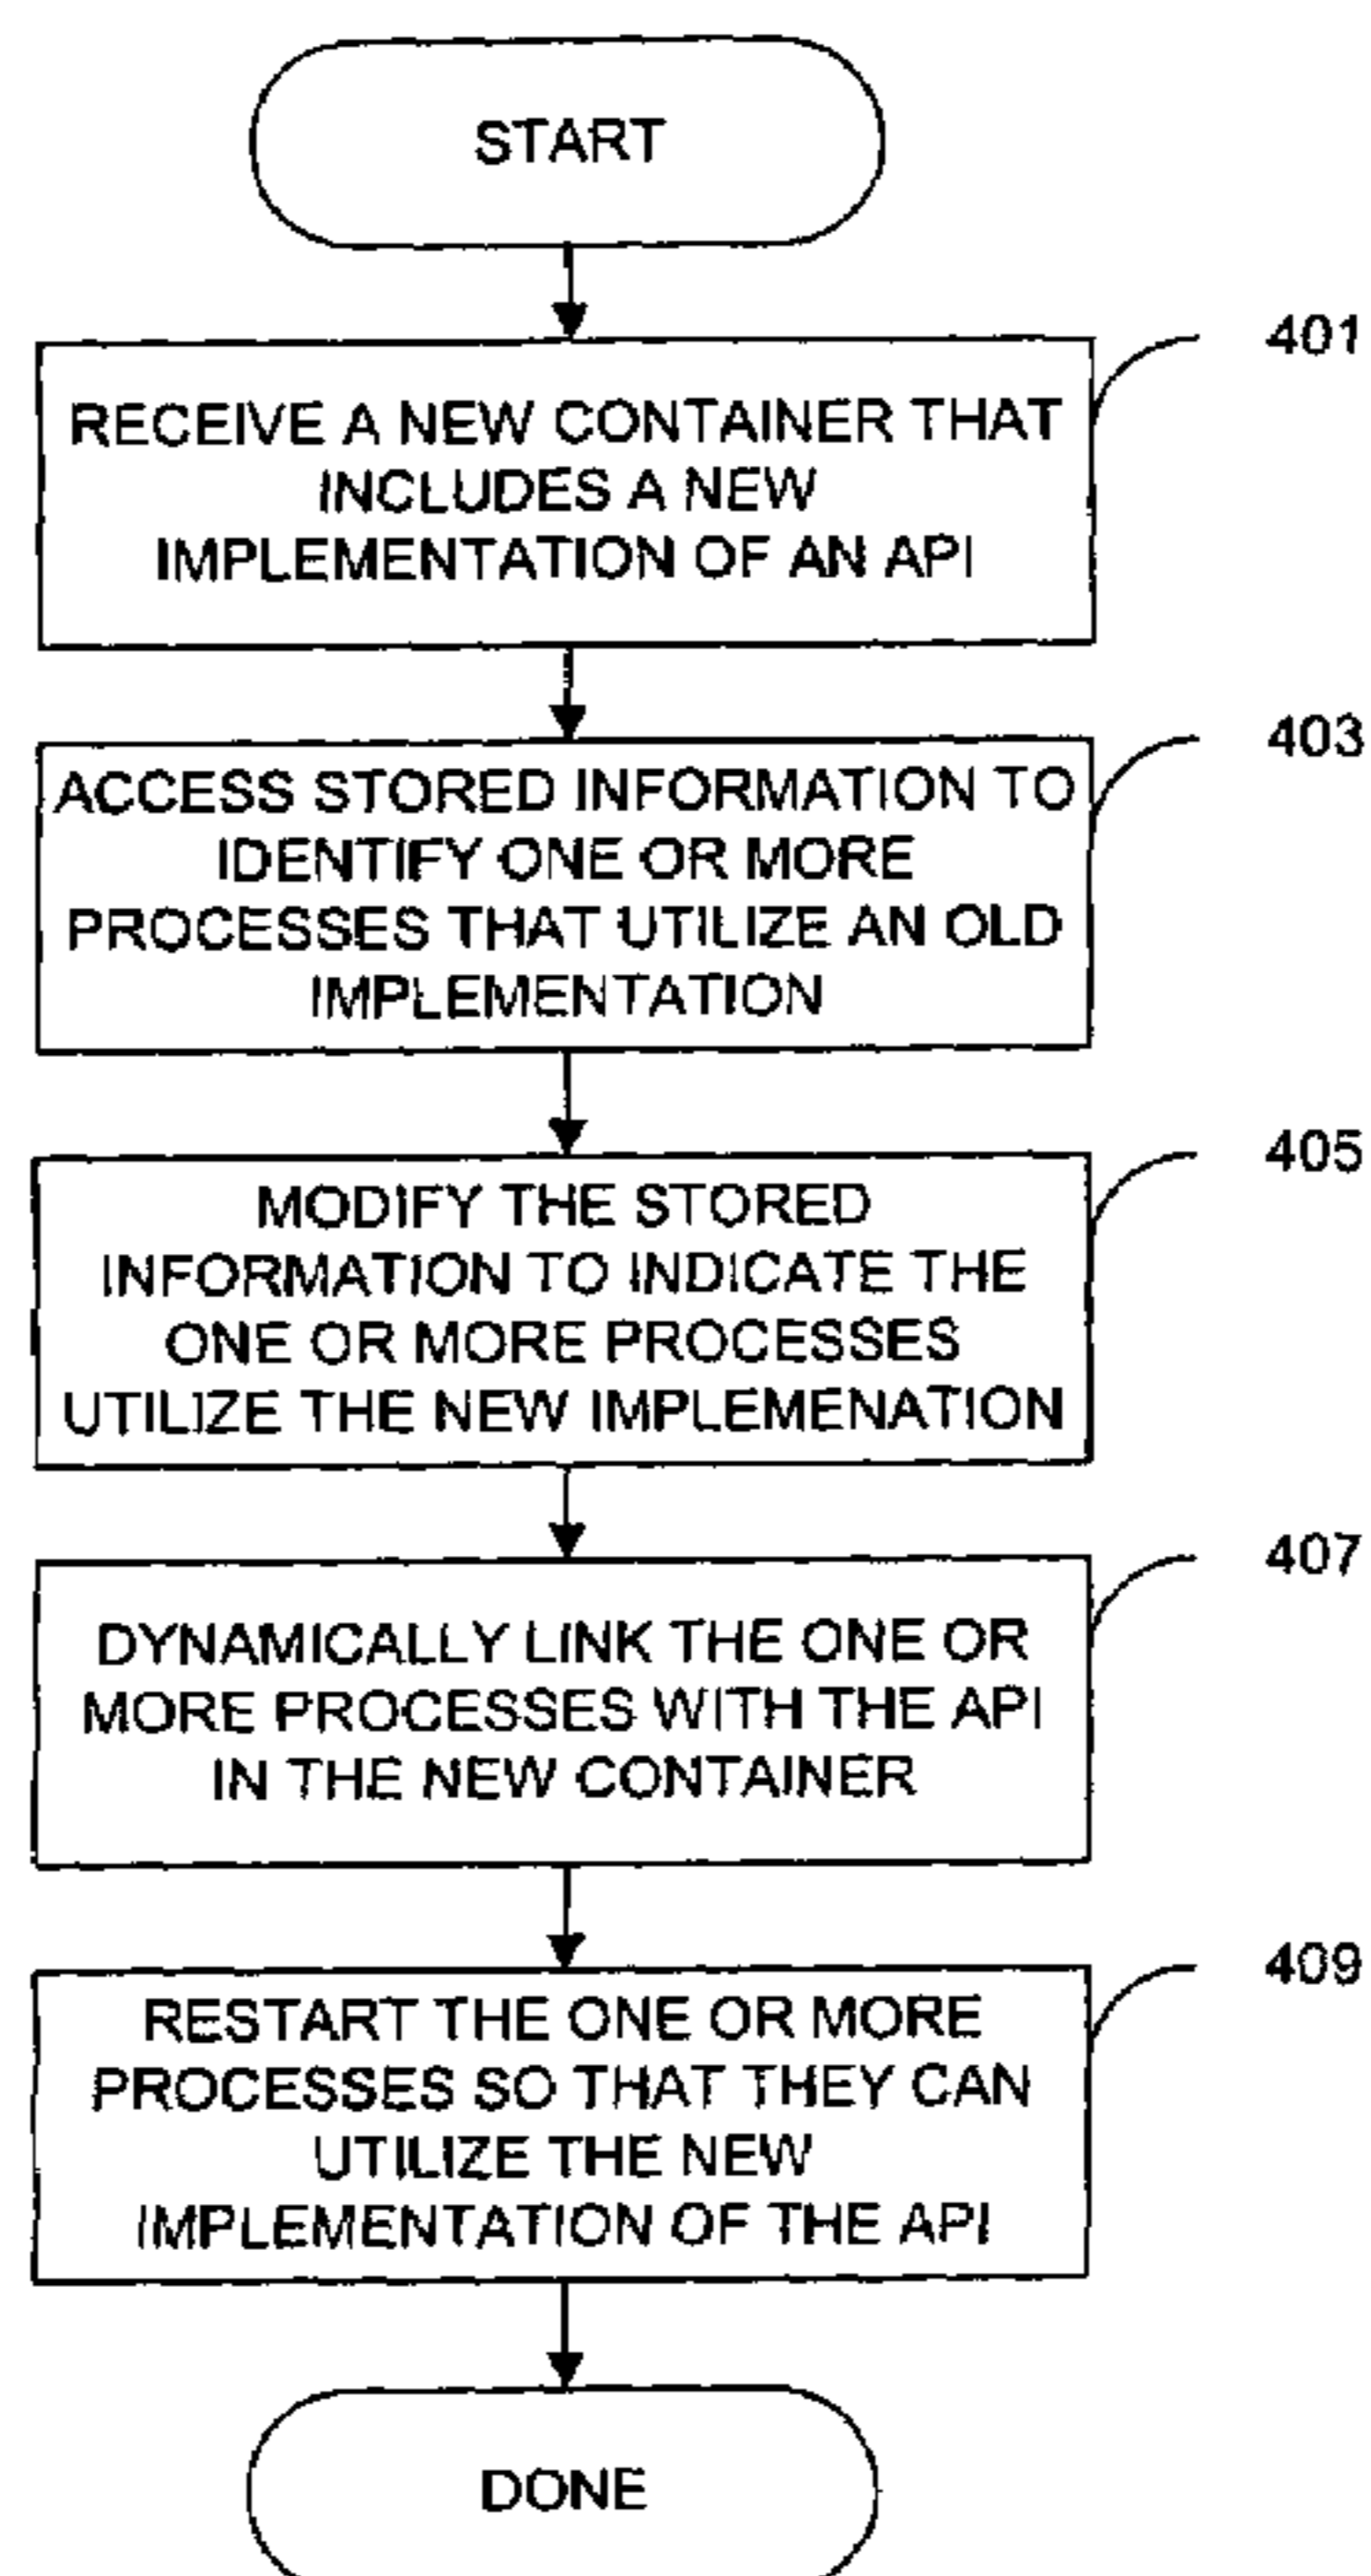 START
401
RECEIVE A NEW CONTAINER THAT
INCLUDES A NEW
IMPLEMENTATION OF AN API
403
ACCESS STORED INFORMATION TO
IDENTIFY ONE OR MORE
PROCESSES THAT UTILIZE AN OLD
IMPLEMENTATION
405
MODIFY THE STORED
INFORMATION TO INDICATE THE
ONE OR MORE PROCESSES
UTILIZE THE NEW IMPLEMENATION
407
DYNAMICALLY LINK THE ONE OR
MORE PROCESSES WITH THE API
IN THE NEW CONTAINER
409
RESTART THE ONE OR MORE
PROCESSES SO THAT THEY CAN
UTILIZE THE NEW
IMPLEMENTATION OF THE API
DONE